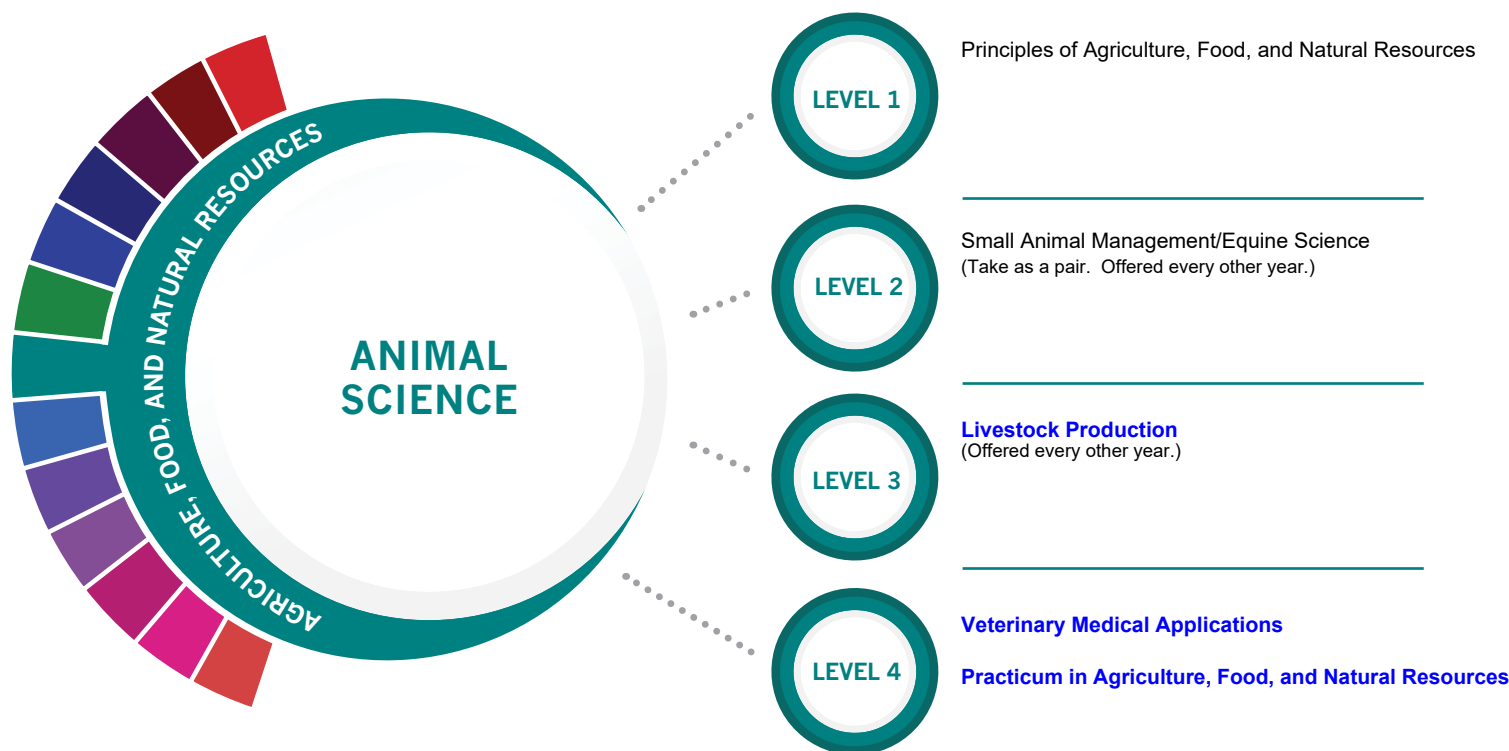 AGRICULTURE, FOOD, AND NATURAL RESOURCES
ANIMAL
SCIENCE
LEVEL 1
Principles of Agriculture, Food, and Natural Resources
LEVEL 2
Small Animal Management/Equine Science
(Take as a pair.  Offered every other year.)
LEVEL 3
Livestock Production
(Offered every other year.)
LEVEL 4
Veterinary Medical Applications
Practicum in Agriculture, Food, and Natural Resources